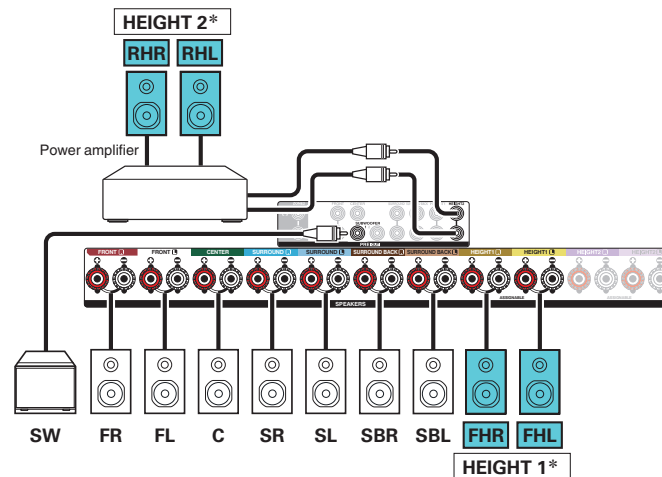 HEIGHT 2*
RHR RHL
Power amplifier
HEIGHT2
SUBWOOFER
PRE OUT
FRONT R FRONT L CENTER SURROUND R SURROUND L SURROUND BACK R SURROUND BACK L HEIGHT1 R HEIGHT1 L HEIGHT2 R
ASSIGNABLE
SPEAKERS
SW FR FL C SR SL SBR SBL FHR FHL
HEIGHT 1*